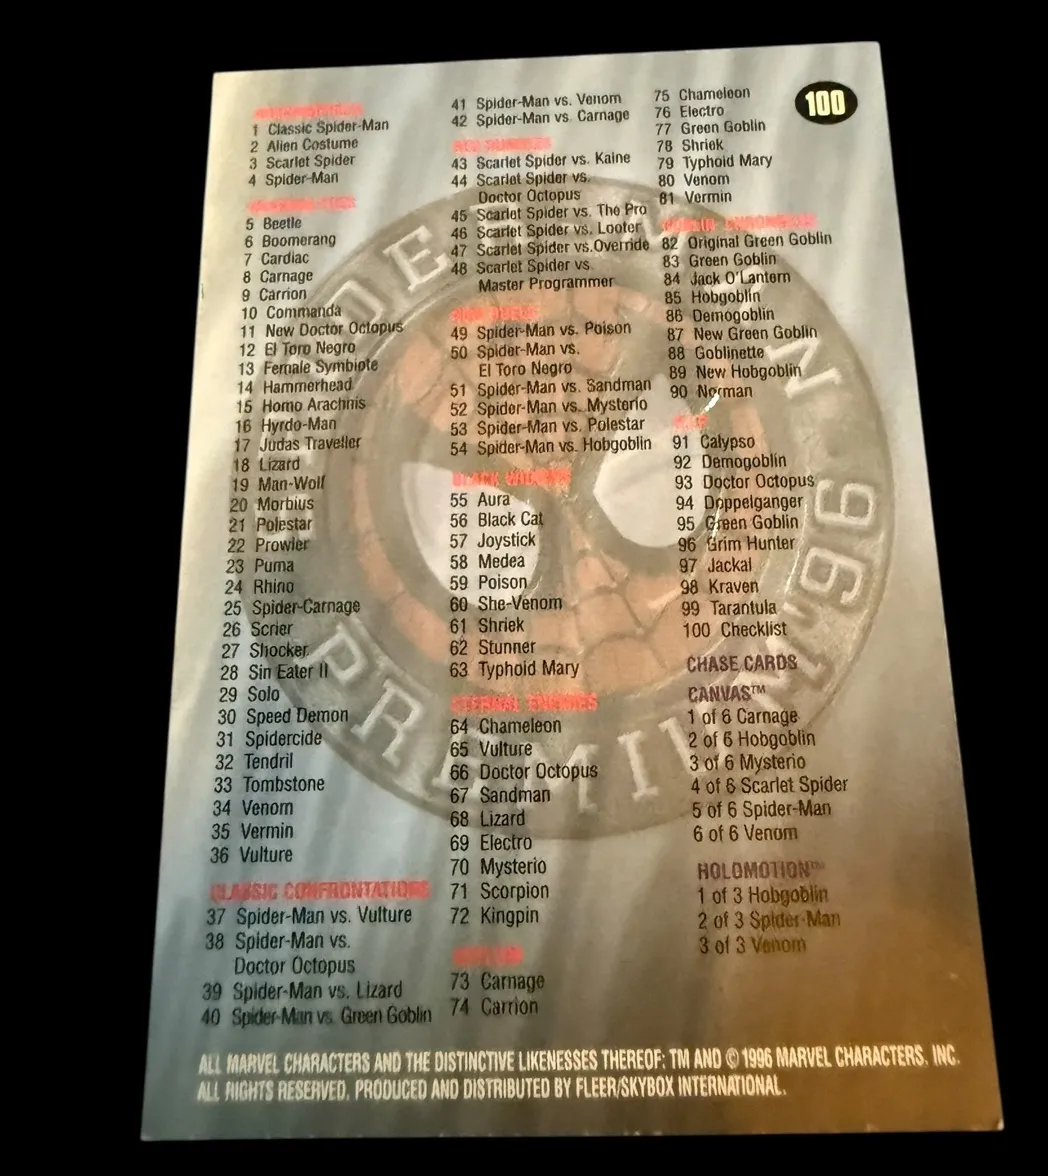 1 Classic Spider-Man
2 Alien Costume
3 Scarlet Spider
4 Spider-Man
5 Beetle
6 Boomerang
7 Cardiac
8 Carnage
9 Carrion
10 Commanda
11 New Doctor Octopus
12 El Toro Negro
13 Female Symbiote
14 Hammerhead
15 Homo Arachnis
16 Hyrdo-Man
17 Judas Traveller
18 Lizard
19 Man-Wolf
20 Morbius
21 Polestar
22 Prowler
23 Puma
24 Rhino
25 Spider-Carnage
26 Scrier
27 Shocker
28 Sin Eater II
29 Solo
30 Speed Demon
31 Spidercide
32 Tendril
33 Tombstone
34 Venom
35 Vermin
36 Vulture
CLASSIC CONFRONTATIONS
37 Spider-Man vs. Vulture
38 Spider-Man vs.
Doctor Octopus
39 Spider-Man vs. Lizard
40 Spider-Man vs. Green Goblin
41 Spider-Man vs. Venom
42 Spider-Man vs. Carnage
43 Scarlet Spider vs. Kaine
44 Scarlet Spider vs.
Doctor Octopus
45 Scarlet Spider vs. The Pro
46 Scarlet Spider vs. Looter
47 Scarlet Spider vs.Override
48 Scarlet Spider vs.
Master Programmer
49 Spider-Man vs. Poison
50 Spider-Man vs.
El Toro Negro
51 Spider-Man vs. Sandman
52 Spider-Man vs. Mysterio
53 Spider-Man vs. Polestar
54 Spider-Man vs. Hobgoblin
BLACK WIDOWS
55 Aura
56 Black Cat
57 Joystick
58 Medea
59 Poison
60 She-Venom
61 Shriek
62 Stunner
63 Typhoid Mary
ETERNAL ENEMIES
64 Chameleon
65 Vulture
66 Doctor Octopus
67 Sandman
68 Lizard
69 Electro
70 Mysterio
71 Scorpion
72 Kingpin
73 Carnage
74 Carrion
75 Chameleon
76 Electro
77 Green Goblin
78 Shriek
79 Typhoid Mary
80 Venom
81 Vermin
GOBLIN CHRONICLES
82 Original Green Goblin
83 Green Goblin
84 Jack O'Lantern
85 Hobgoblin
86 Demogoblin
87 New Green Goblin
88 Goblinette
89 New Hobgoblin
90 Norman
91 Calypso
92 Demogoblin
93 Doctor Octopus
94 Doppelganger
95 Green Goblin
96 Grim Hunter
97 Jackal
98 Kraven
99 Tarantula
100 Checklist
CHASE CARDS
CANVAS™
1 of 6 Carnage
2 of 6 Hobgoblin
3 of 6 Mysterio
4 of 6 Scarlet Spider
5 of 6 Spider-Man
6 of 6 Venom
HOLOMOTION™
1 of 3 Hobgoblin
2 of 3 Spider-Man
3 of 3 Venom
100
ALL MARVEL CHARACTERS AND THE DISTINCTIVE LIKENESSES THEREOF: TM AND © 1996 MARVEL CHARACTERS, INC.
ALL RIGHTS RESERVED. PRODUCED AND DISTRIBUTED BY FLEER/SKYBOX INTERNATIONAL.